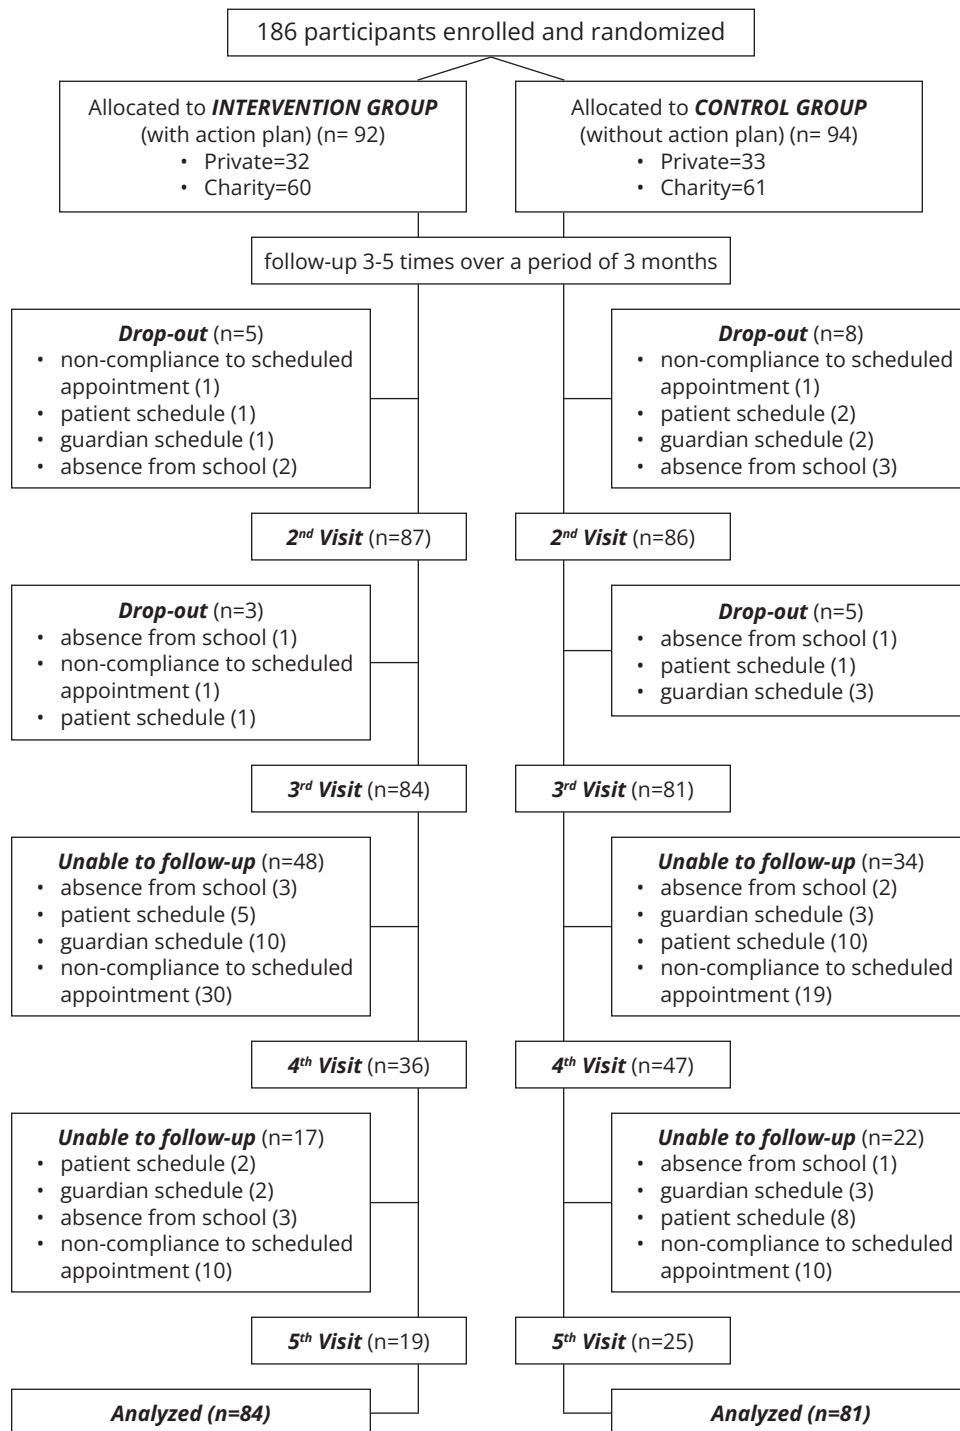 186 participants enrolled and randomized
Allocated to INTERVENTION GROUP
(with action plan) (n= 92)
• Private=32
• Charity=60
Allocated to CONTROL GROUP
(without action plan) (n= 94)
• Private=33
• Charity=61
follow-up 3-5 times over a period of 3 months
Drop-out (n=5)
• non-compliance to scheduled
appointment (1)
• patient schedule (1)
• guardian schedule (1)
• absence from school (2)
Drop-out (n=8)
• non-compliance to scheduled
appointment (1)
• patient schedule (2)
• guardian schedule (2)
• absence from school (3)
2nd Visit (n=87)
2nd Visit (n=86)
Drop-out (n=3)
• absence from school (1)
• non-compliance to scheduled
appointment (1)
• patient schedule (1)
Drop-out (n=5)
• absence from school (1)
• patient schedule (1)
• guardian schedule (3)
3rd Visit (n=84)
3rd Visit (n=81)
Unable to follow-up (n=48)
• absence from school (3)
• patient schedule (5)
• guardian schedule (10)
• non-compliance to scheduled
appointment (30)
Unable to follow-up (n=34)
• absence from school (2)
• guardian schedule (3)
• patient schedule (10)
• non-compliance to scheduled
appointment (19)
4th Visit (n=36)
4th Visit (n=47)
Unable to follow-up (n=17)
• patient schedule (2)
• guardian schedule (2)
• absence from school (3)
• non-compliance to scheduled
appointment (10)
Unable to follow-up (n=22)
• absence from school (1)
• guardian schedule (3)
• patient schedule (8)
• non-compliance to scheduled
appointment (10)
5th Visit (n=19)
5th Visit (n=25)
Analyzed (n=84)
Analyzed (n=81)